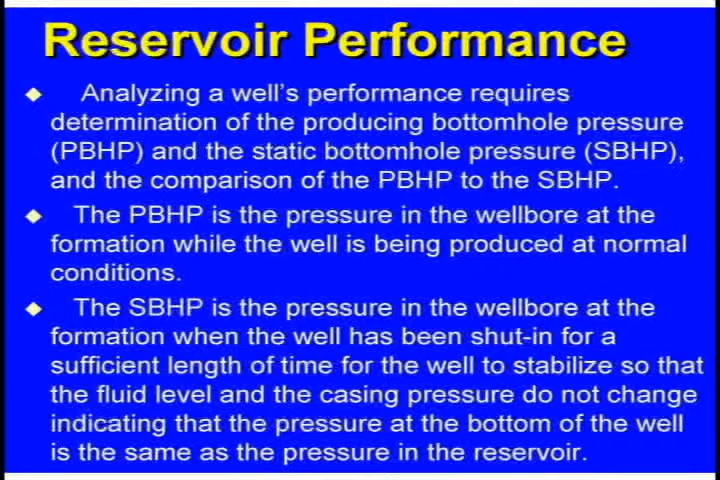 Reservoir Performance
Analyzing a well's performance requires
determination of the producing bottomhole pressure
(PBHP) and the static bottomhole pressure (SBHP),
and the comparison of the PBHP to the SBHP.
The PBHP is the pressure in the wellbore at the
formation while the well is being produced at normal
conditions.
The SBHP is the pressure in the wellbore at the
formation when the well has been shut-in for a
sufficient length of time for the well to stabilize so that
the fluid level and the casing pressure do not change
indicating that the pressure at the bottom of the well
is the same as the pressure in the reservoir.